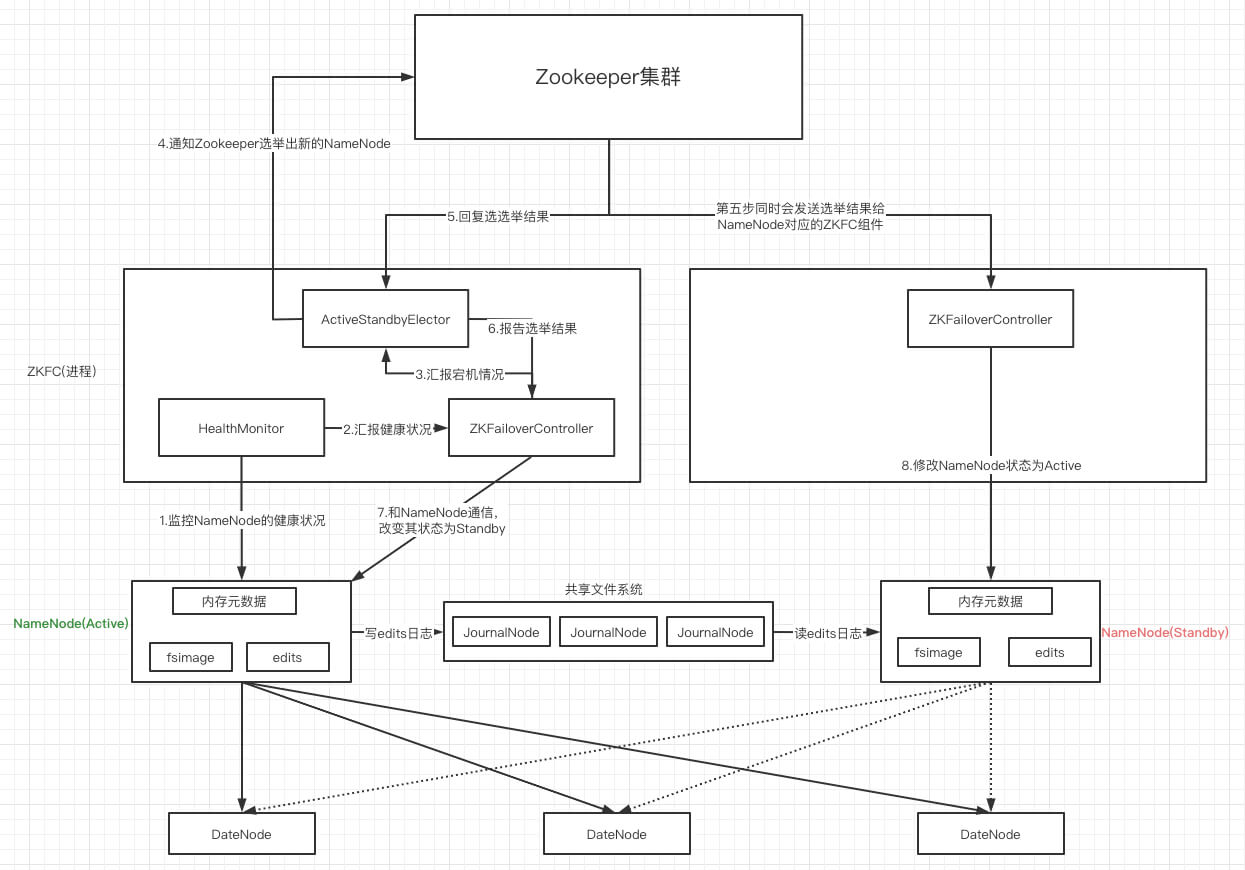 Zookeeper集群
4.通知Zookeeper选举出新的NameNode
5.回复选选举结果
第五步同时会发送选举结果给
NameNode对应的ZKFC组件
ActiveStandbyElector
ZKFailoverController
6.报告选举结果
ZKFC(进程)
3.汇报宕机情况
HealthMonitor
2.汇报健康状况
ZKFailoverController
8.修改NameNode状态为Active
1.监控NameNode的健康状况
7.和NameNode通信，
改变其状态为Standby
共享文件系统
内存元数据
内存元数据
NameNode(Active)
写edits日志
JournalNode
JournalNode
JournalNode
读edits日志
NameNode(Standby)
fsimage
edits
fsimage
edits
DateNode
DateNode
DateNode